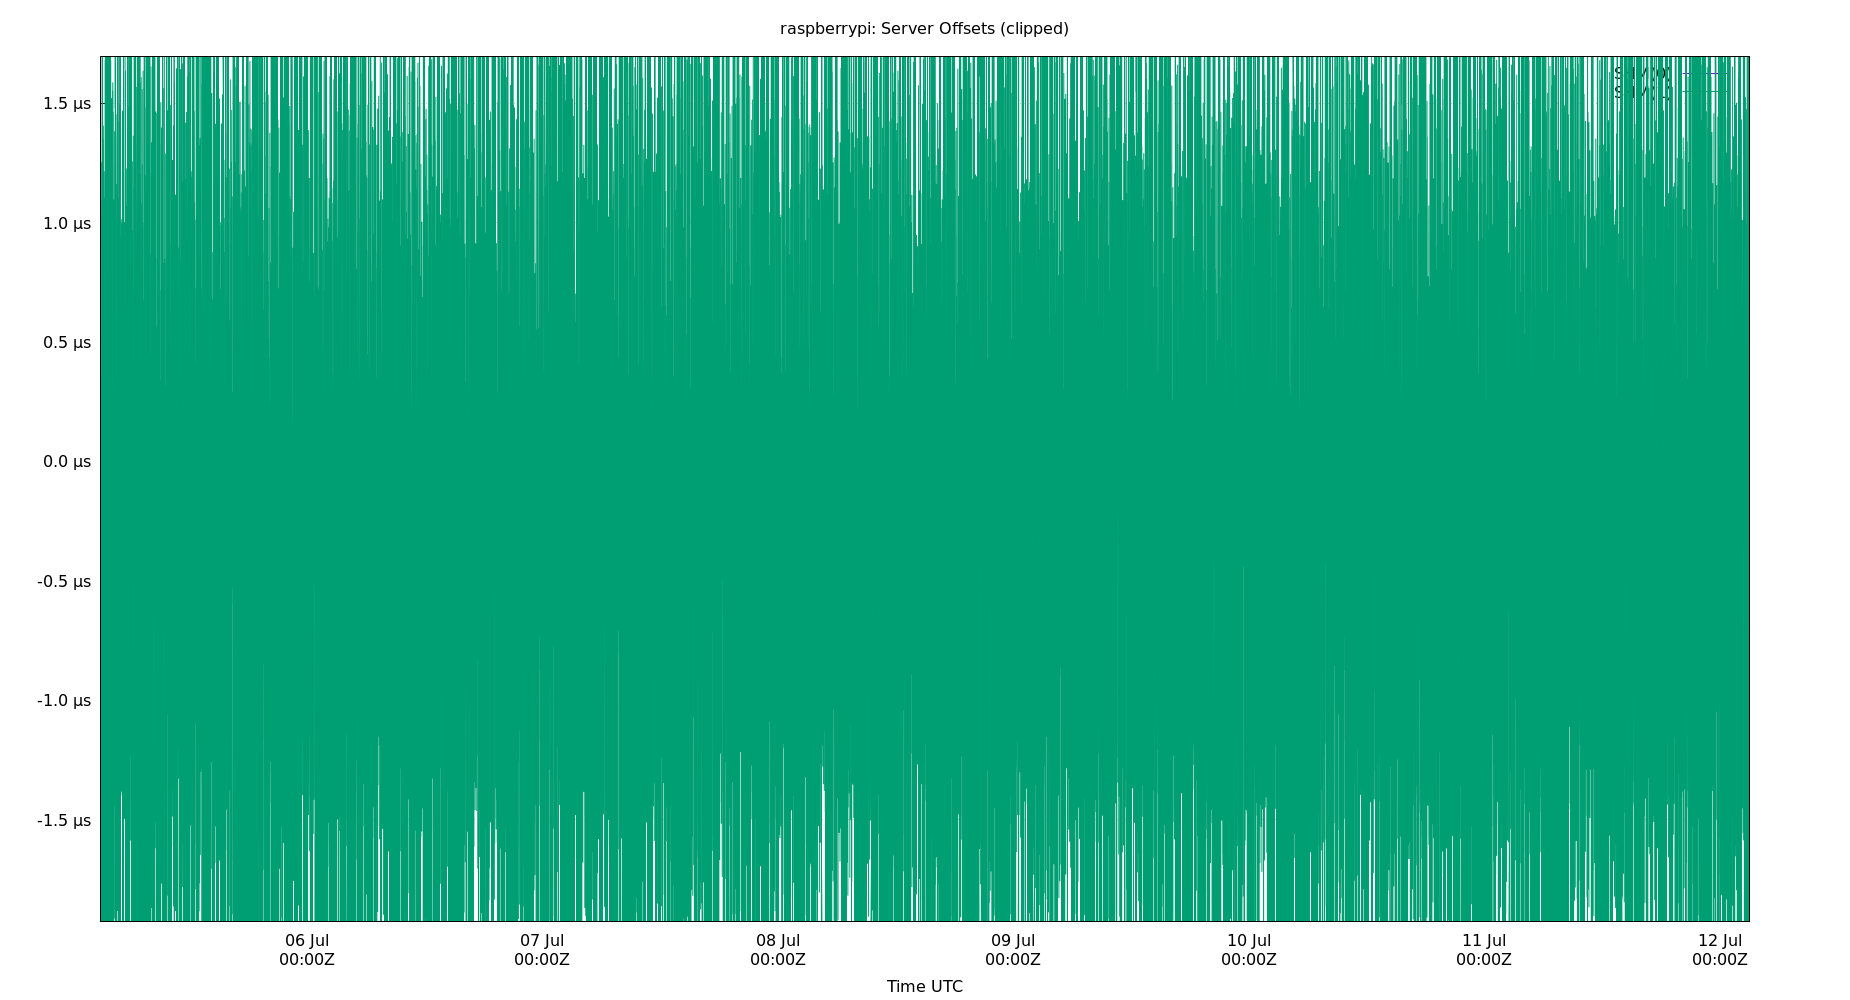 raspberrypi: Server Offsets (clipped)
1.5 µs
1.0 µs
0.5 µs
0.0 µs
-0.5 µs
-1.0 µs
-1.5 µs
06 Jul 07 Jul 08 Jul 09 Jul 10 Jul 11 Jul 12 Jul
00:00Z 00:00Z 00:00Z 00:00Z 00:00Z 00:00Z 00:00Z
Time UTC